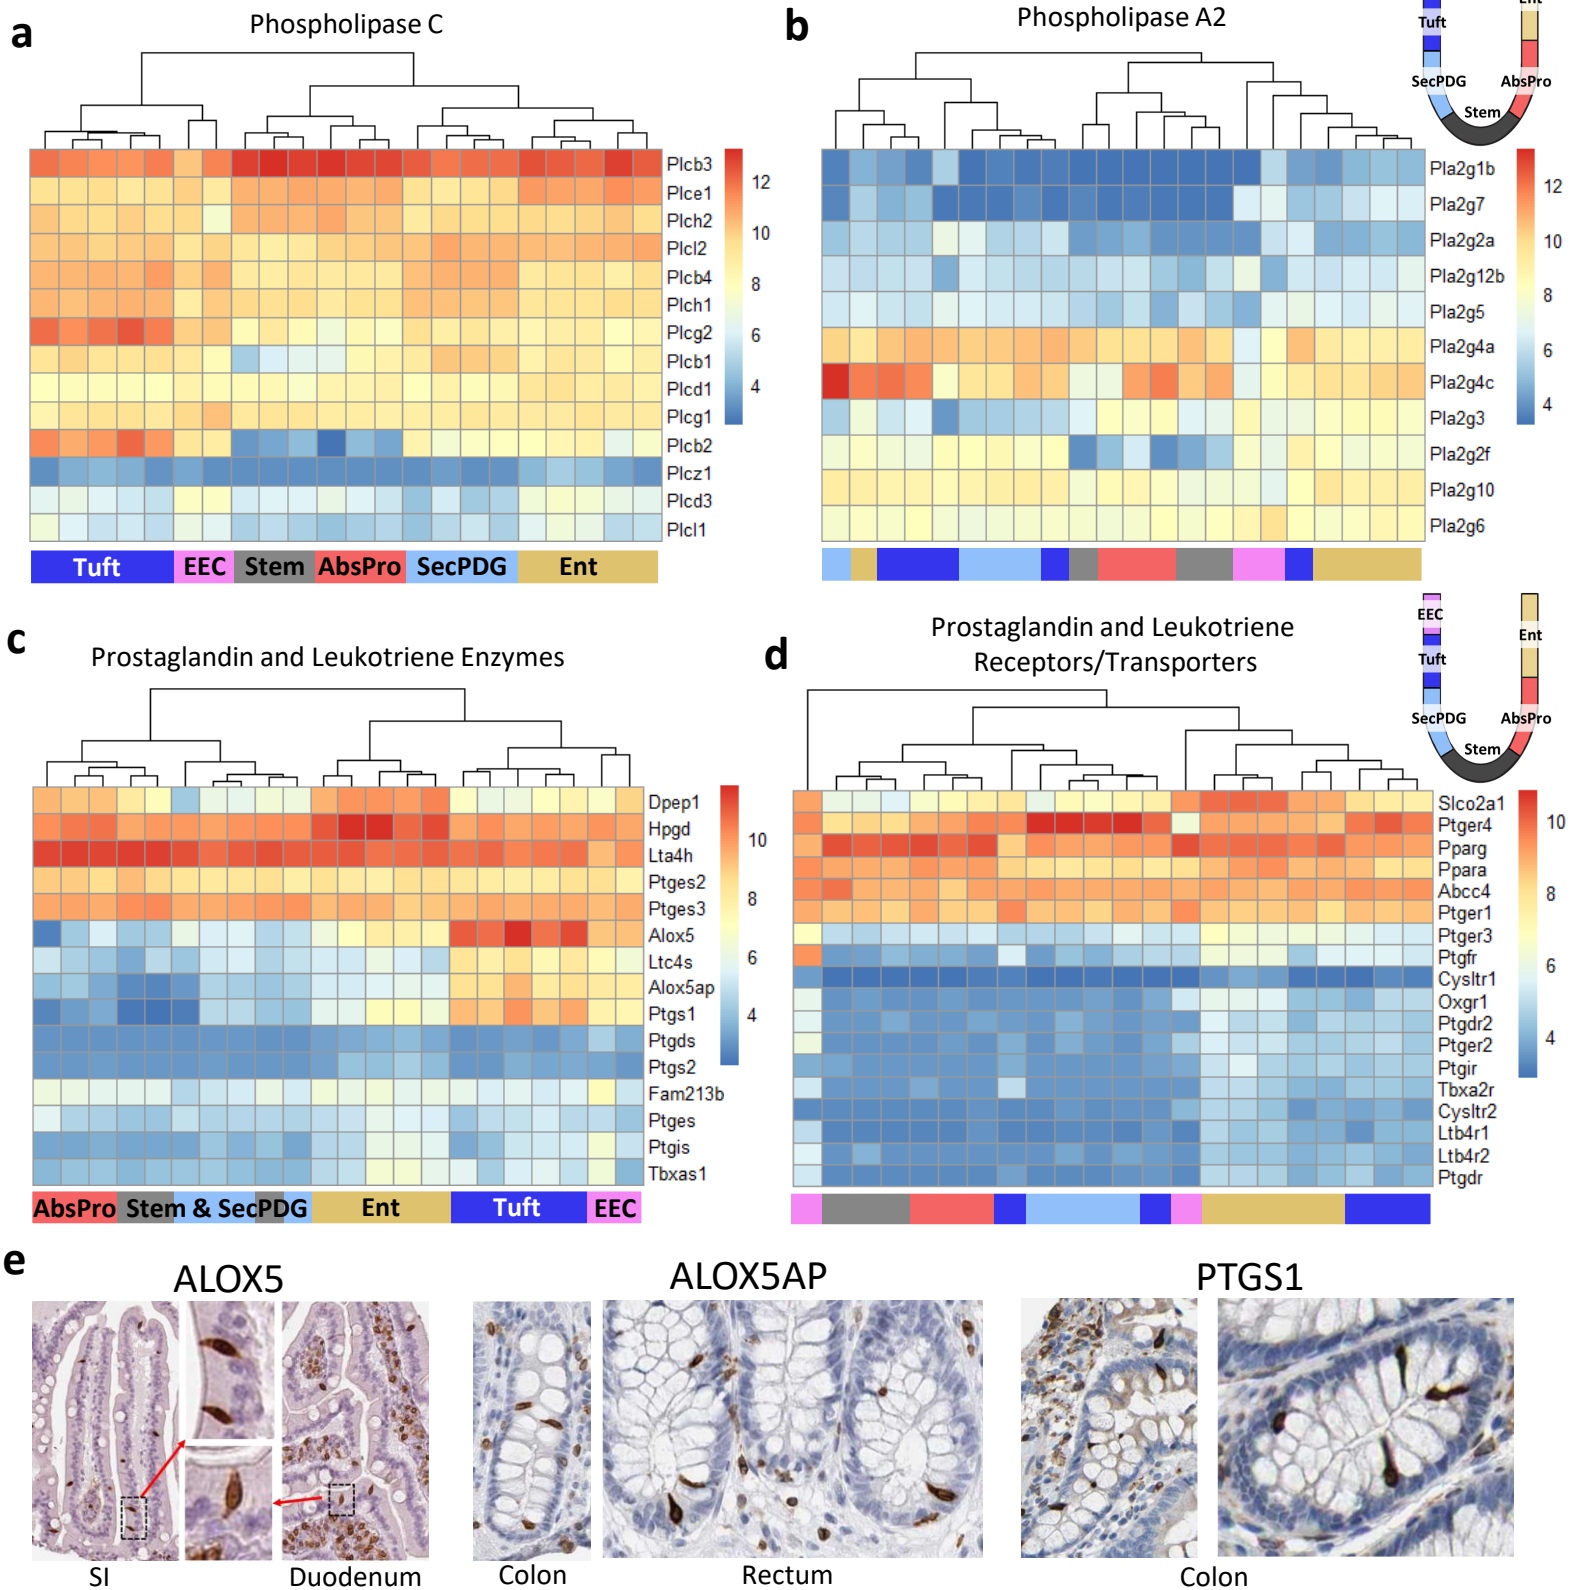 a
Phospholipase C
Plcb3
Plce1
Plch2
Plcl2
Plcb4
Plch1
Plcg2
Plcb1
Plcd1
Plcg1
Plcb2
Plcz1
Plcd3
Plcl1
12
10
8
6
4
Tuft
EEC
Stem
AbsPro
SecPDG
Ent
b
Phospholipase A2
Pla2g1b
Pla2g7
Pla2g2a
Pla2g12b
Pla2g5
Pla2g4a
Pla2g4c
Pla2g3
Pla2g2f
Pla2g10
Pla2g6
12
10
8
6
4
Ent
Tuft
SecPDG
AbsPro
Stem
c
Prostaglandin and Leukotriene Enzymes
Dpep1
Hpgd
Lta4h
Ptges2
Ptges3
Alox5
Ltc4s
Alox5ap
Ptgs1
Ptgds
Ptgs2
Fam213b
Ptges
Ptgis
Tbxas1
10
8
6
4
AbsPro
Stem & SecPDG
Ent
Tuft
EEC
d
Prostaglandin and Leukotriene
Receptors/Transporters
Slco2a1
Ptger4
Pparg
Ppara
Abcc4
Ptger1
Ptger3
Ptgfr
Cysltr1
Oxgr1
Ptgdr2
Ptger2
Ptgir
Tbxa2r
Cysltr2
Ltb4r1
Ltb4r2
Ptgdr
10
8
6
4
EEC
Ent
Tuft
SecPDG
AbsPro
Stem
e
ALOX5
ALOX5AP
PTGS1
SI
Duodenum
Colon
Rectum
Colon